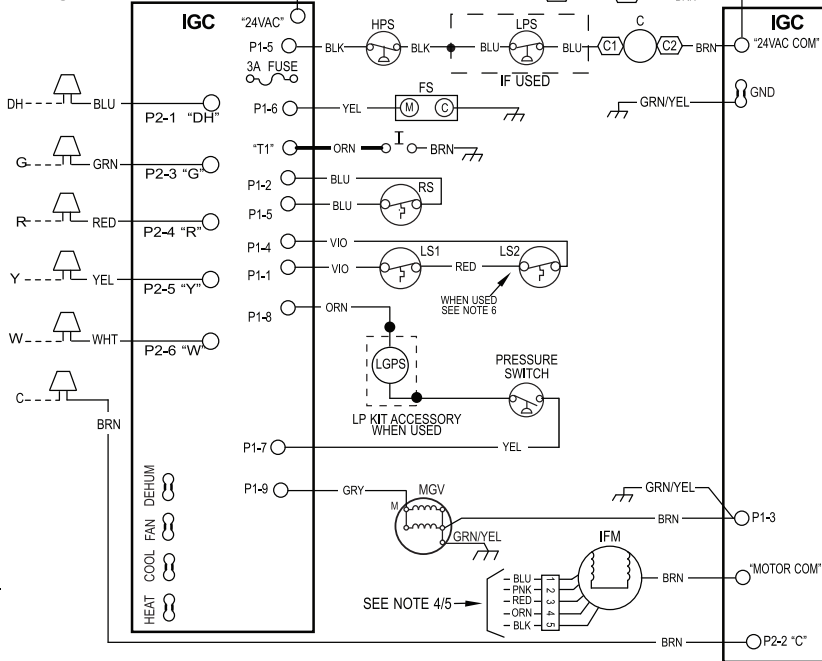 IGC
"24VAC"
P1-5
BLK
HPS
BLK
BLU
LPS
BLU
C1
C
C2
BRN
IGC
"24VAC COM"
IF USED
3A FUSE
GND
GRN/YEL
DH
BLU
P2-1 "DH"
P1-6
YEL
FS
M
C
"T1"
ORN
I
BRN
G
GRN
P2-3 "G"
P1-2
BLU
RS
P1-5
BLU
R
RED
P2-4 "R"
P1-4
VIO
P1-1
VIO
LS1
RED
LS2
WHEN USED
SEE NOTE 6
Y
YEL
P2-5 "Y"
P1-8
ORN
W
WHT
P2-6 "W"
LGPS
PRESSURE
SWITCH
LP KIT ACCESSORY
WHEN USED
C
BRN
P1-7
YEL
P1-9
GRY
MGV
M
GRN/YEL
GRN/YEL
BRN
P1-3
DEHUM
FAN
COOL
HEAT
IFM
BRN
"MOTOR COM"
SEE NOTE 4/5
BLU 1
PNK 2
RED 3
ORN 4
BLK 5
BRN
P2-2 "C"